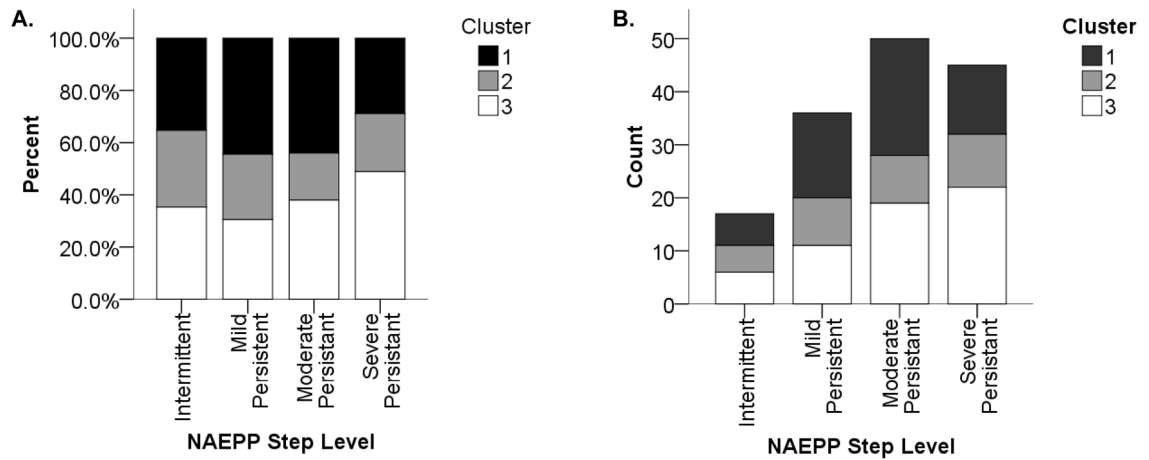 A.
Cluster
1
2
3
100.0%
80.0%
60.0%
40.0%
20.0%
0.0%
Percent
Intermittent
Mild
Persistent
Moderate
Persistant
Severe
Persistant
NAEPP Step Level
B.
Cluster
1
2
3
50
40
30
20
10
0
Count
Intermittent
Mild
Persistent
Moderate
Persistant
Severe
Persistant
NAEPP Step Level